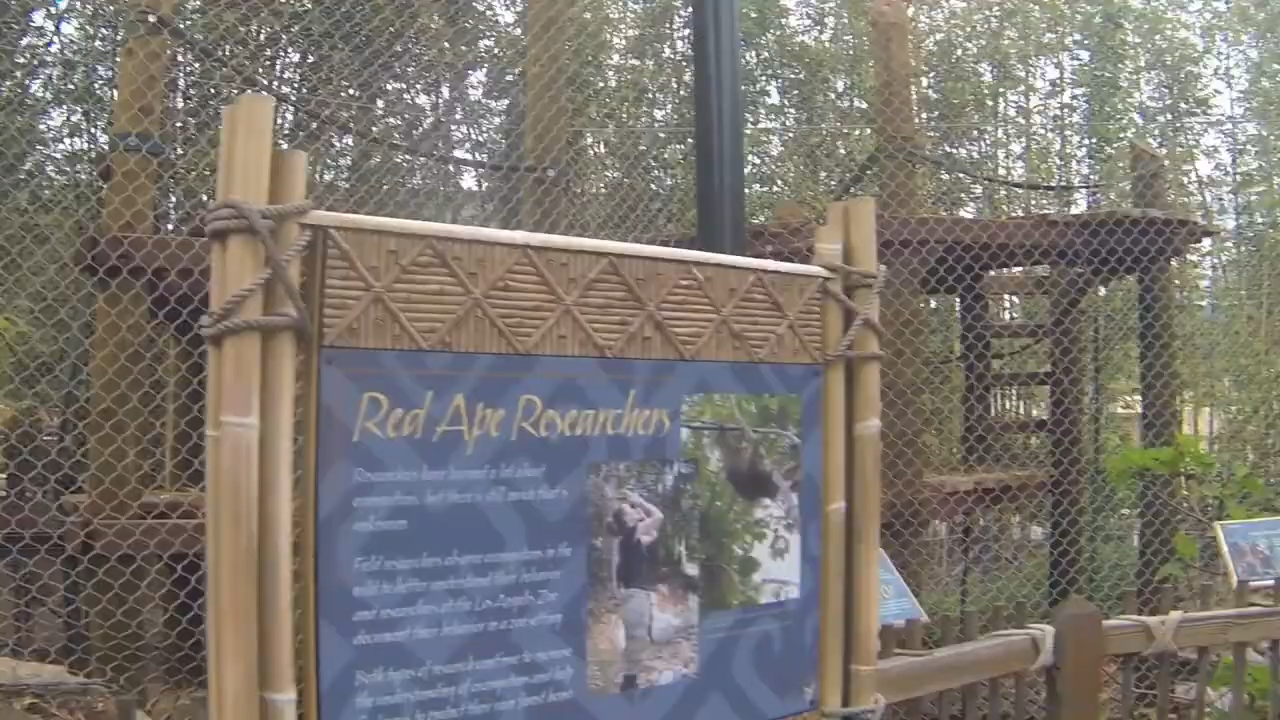 Red Ape Researchers
Researchers have learned a lot about
orangutans, but there is still much that's
unknown.
Field researchers observe orangutans in the
wild to better understand their behavior
and researchers at the Los Angeles Zoo
document their behavior in a zoo setting.
Both types of research continue to
understanding of orangutans and help